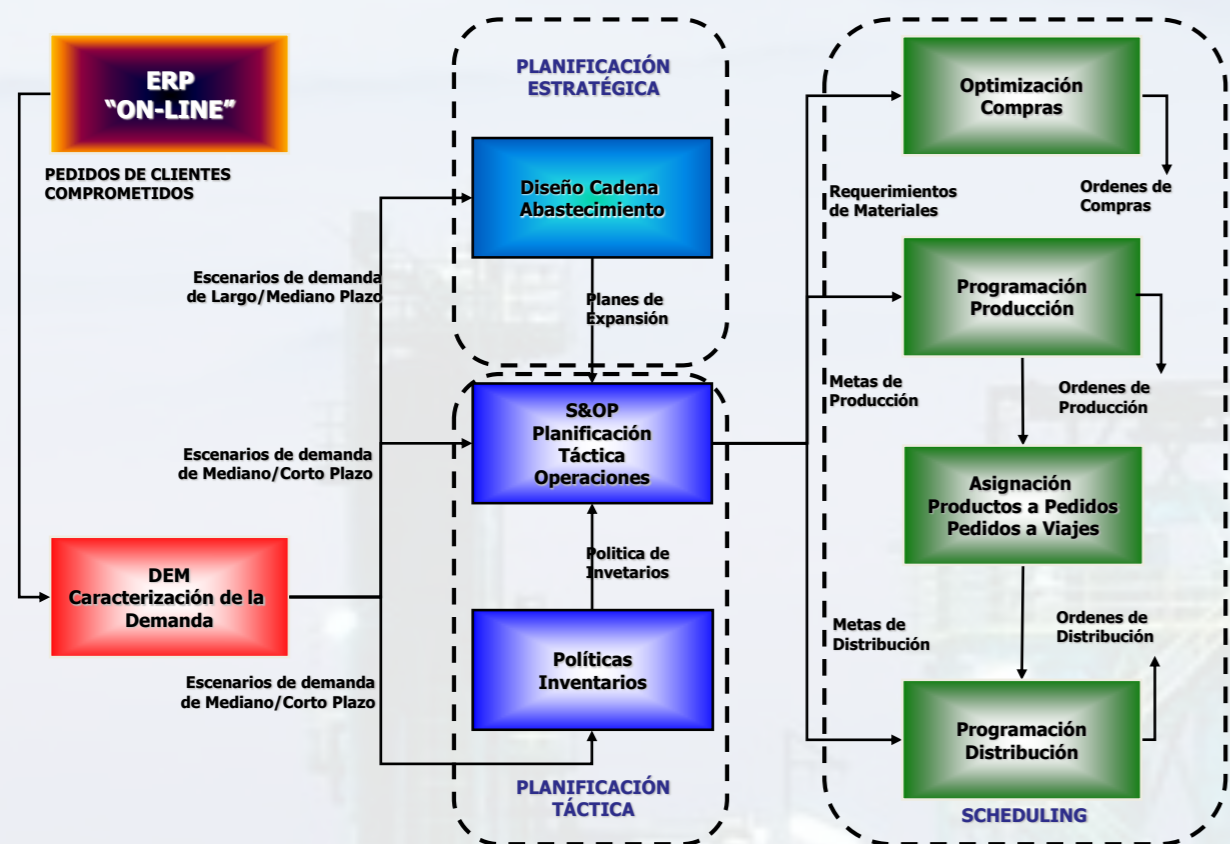 ERP
“ON-LINE”
PEDIDOS DE CLIENTES
COMPROMETIDOS
DEM
Caracterización de la
Demanda
Escenarios de demanda
de Largo/Mediano Plazo
Escenarios de demanda
de Mediano/Corto Plazo
Escenarios de demanda
de Mediano/Corto Plazo
PLANIFICACIÓN
ESTRATÉGICA
Diseño Cadena
Abastecimiento
Planes de
Expansión
S&OP
Planificación
Táctica
Operaciones
Politica de
Invetarios
Políticas
Inventarios
PLANIFICACIÓN
TÁCTICA
Optimización
Compras
Requerimientos
de Materiales
Ordenes de
Compras
Programación
Producción
Metas de
Producción
Ordenes de
Producción
Asignación
Productos a Pedidos
Pedidos a Viajes
Metas de
Distribución
Ordenes de
Distribución
Programación
Distribución
SCHEDULING